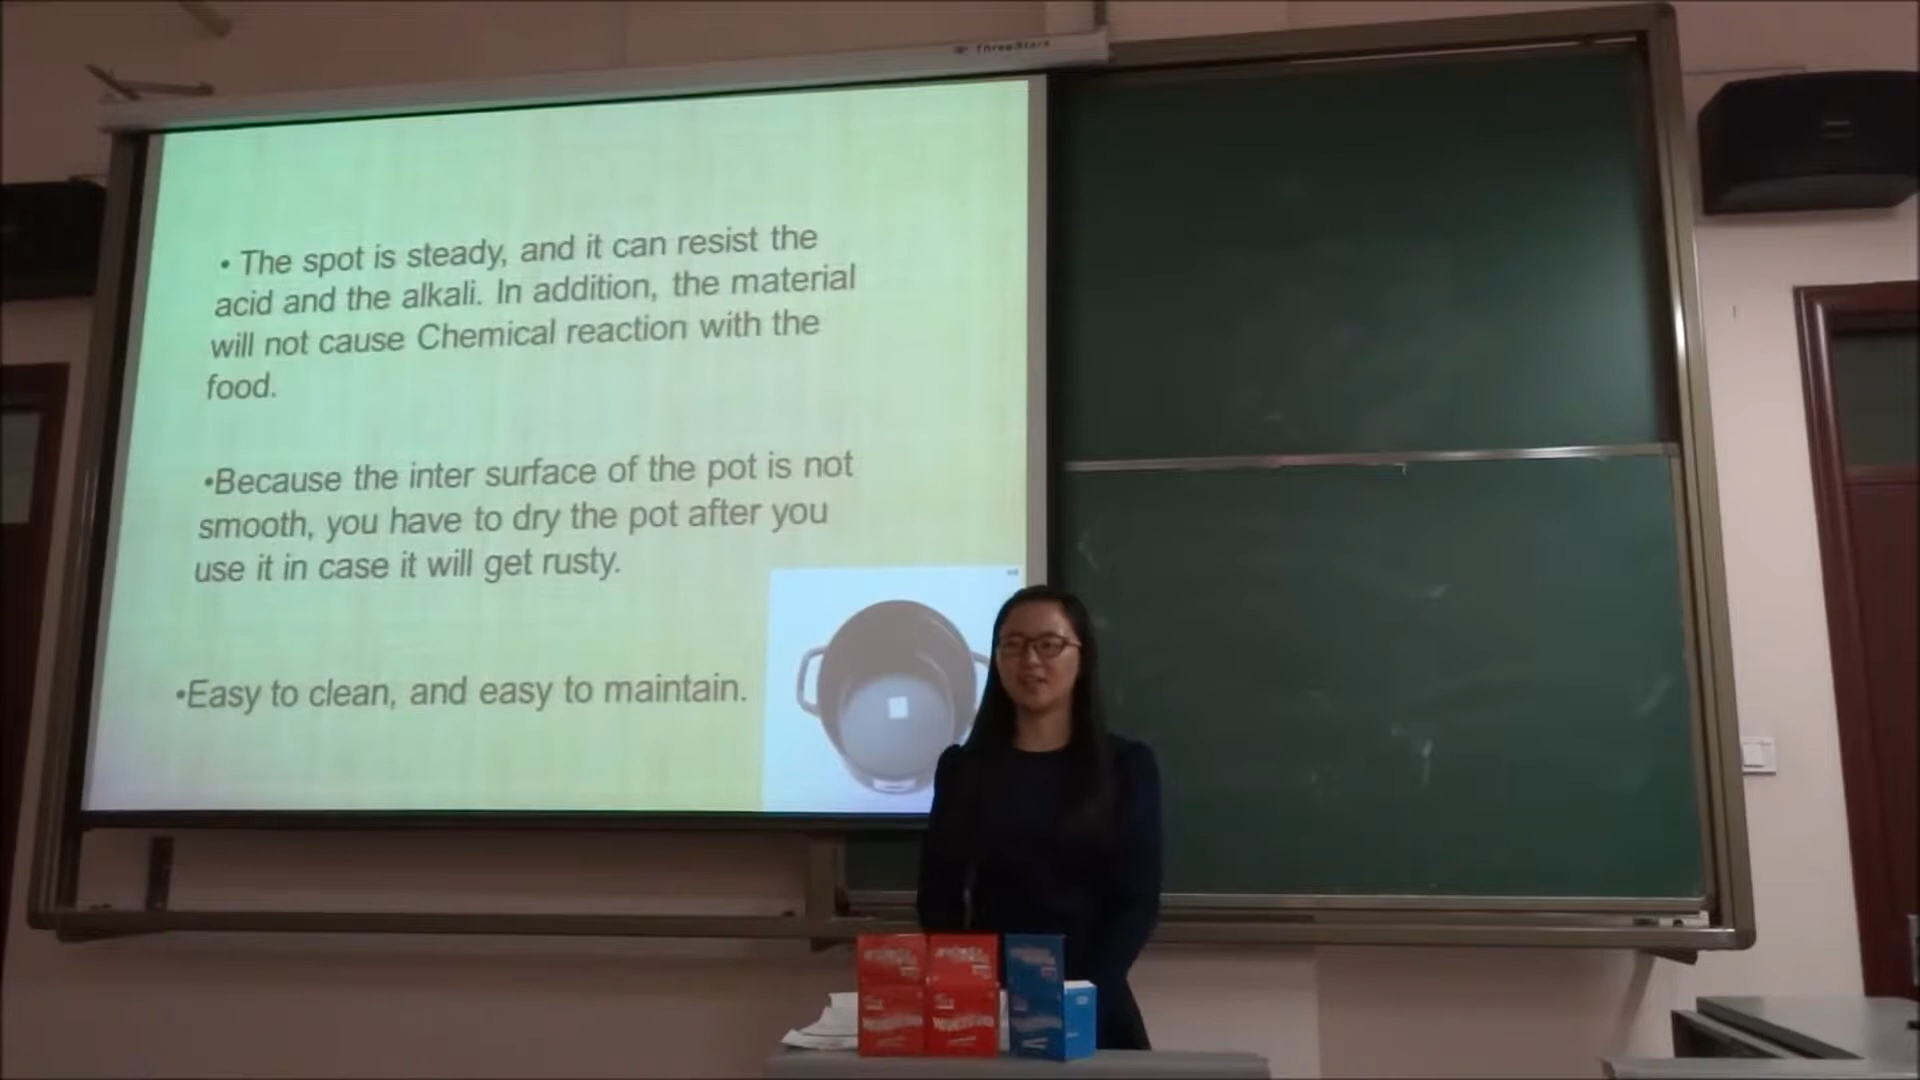 ThreeStars
• The spot is steady, and it can resist the
acid and the alkali. In addition, the material
will not cause Chemical reaction with the
food.
•Because the inter surface of the pot is not
smooth, you have to dry the pot after you
use it in case it will get rusty.
•Easy to clean, and easy to maintain.